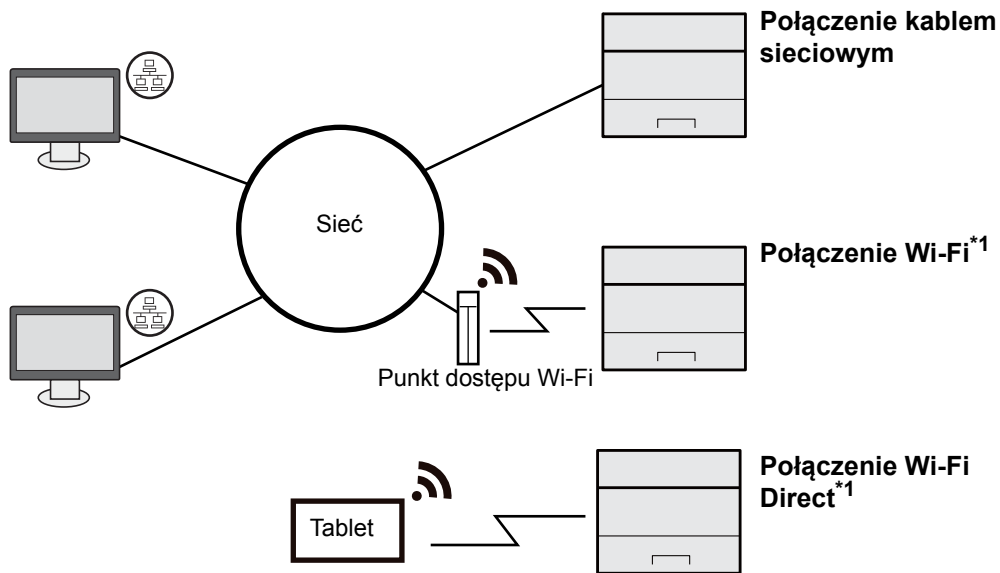 Połączenie kablem
sieciowym
Sieć
Połączenie Wi-Fi*1
Punkt dostępu Wi-Fi
Połączenie Wi-Fi
Direct*1
Tablet